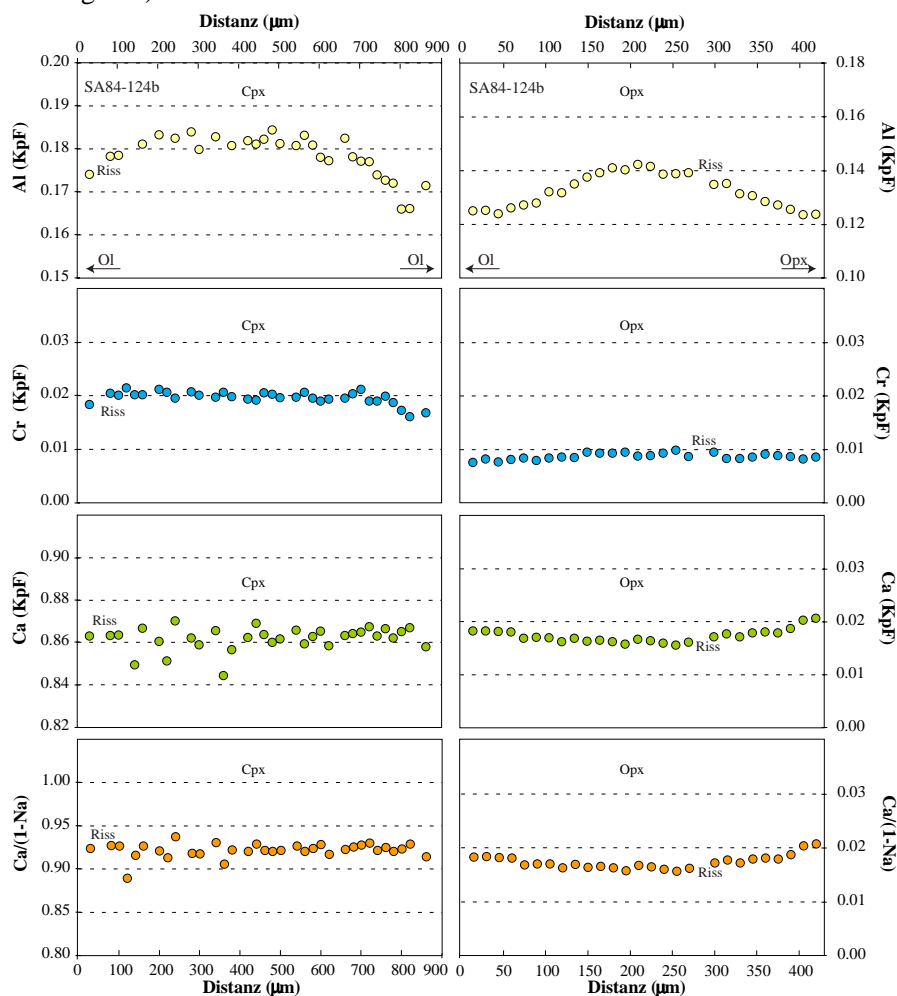 Distanz (µm)
0 100 200 300 400 500 600 700 800 900
0.20
0.19
0.18
0.17
0.16
0.15
Al (KpF)
SA84-124b
Cpx
Riss
Ol
Ol
Distanz (µm)
0 50 100 150 200 250 300 350 400
0.18
0.16
0.14
0.12
0.10
Al (KpF)
SA84-124b
Opx
Riss
Ol
Opx
0.03
0.02
0.01
0.00
Cr (KpF)
Cpx
Riss
0.03
0.02
0.01
0.00
Cr (KpF)
Opx
Riss
0.90
0.88
0.86
0.84
0.82
Ca (KpF)
Cpx
Riss
0.03
0.02
0.01
0.00
Ca (KpF)
Opx
Riss
1.00
0.95
0.90
0.85
0.80
Ca/(1-Na)
Cpx
Riss
0 100 200 300 400 500 600 700 800 900
Distanz (µm)
0.03
0.02
0.01
0.00
Ca/(1-Na)
Opx
Riss
0 50 100 150 200 250 300 350 400
Distanz (µm)